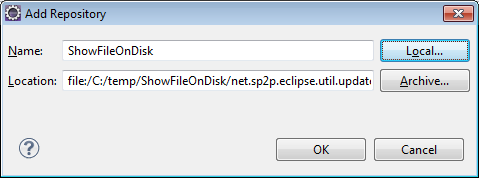 Add Repository
Name: ShowFileOnDisk Local...
Location: file:/C:/temp/ShowFileOnDisk/net.sp2p.eclipse.util.update Archive...
? OK Cancel